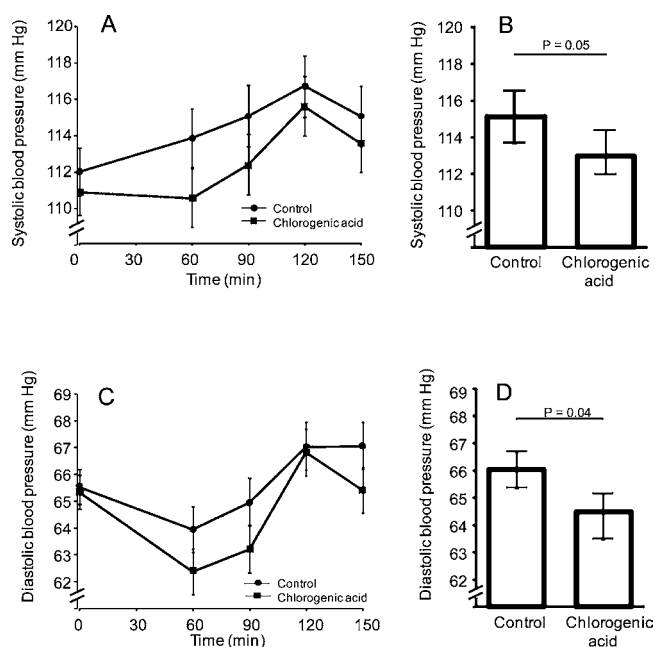 A
Systolic blood pressure (mm Hg)
120
118
116
114
112
110
0
Control
Chlorogenic acid
0 30 60 90 120 150
Time (min)
B
Systolic blood pressure (mm Hg)
120
118
116
114
112
110
P = 0.05
Control Chlorogenic
acid
C
Diastolic blood pressure (mm Hg)
69
68
67
66
65
64
63
62
0
Control
Chlorogenic acid
0 30 60 90 120 150
Time (min)
D
Diastolic blood pressure (mm Hg)
69
68
67
66
65
64
63
62
0
P = 0.04
Control Chlorogenic
acid